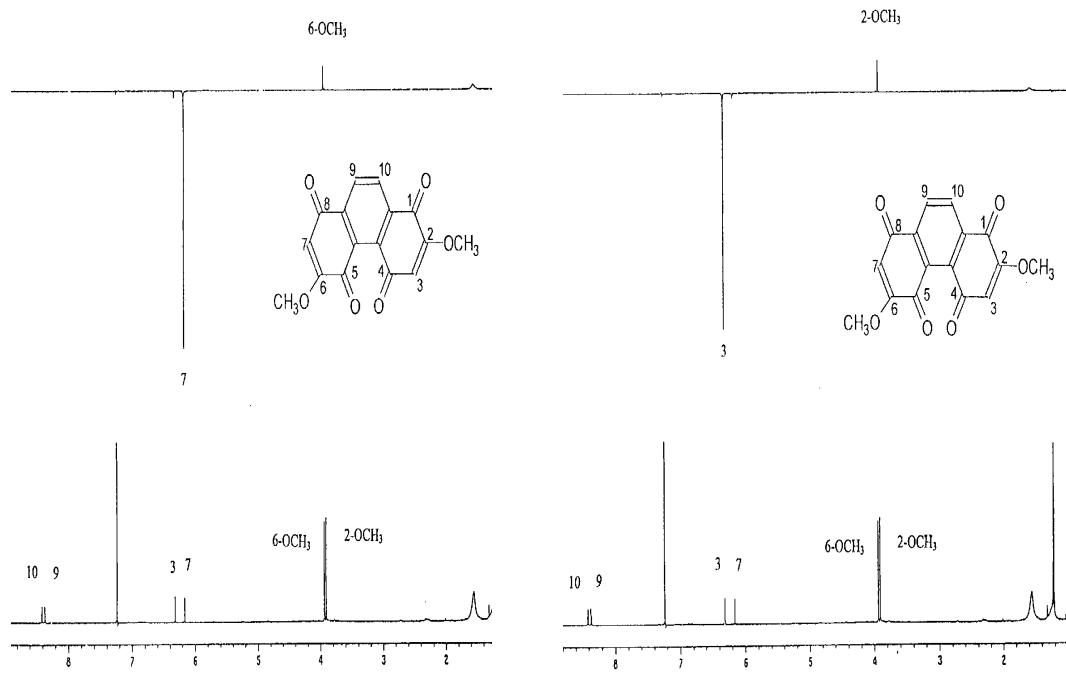 6-OCH₃
O 9 10 O
8 1
7 2 OCH₃
5 4 3
6
CH₃O O O
7
6-OCH₃ 2-OCH₃
10 9 3 7
8 7 6 5 4 3 2
2-OCH₃
O 9 10 O
8 1
7 2 OCH₃
5 4 3
6
CH₃O O O
3
6-OCH₃ 2-OCH₃
10 9 3 7
8 7 6 5 4 3 2